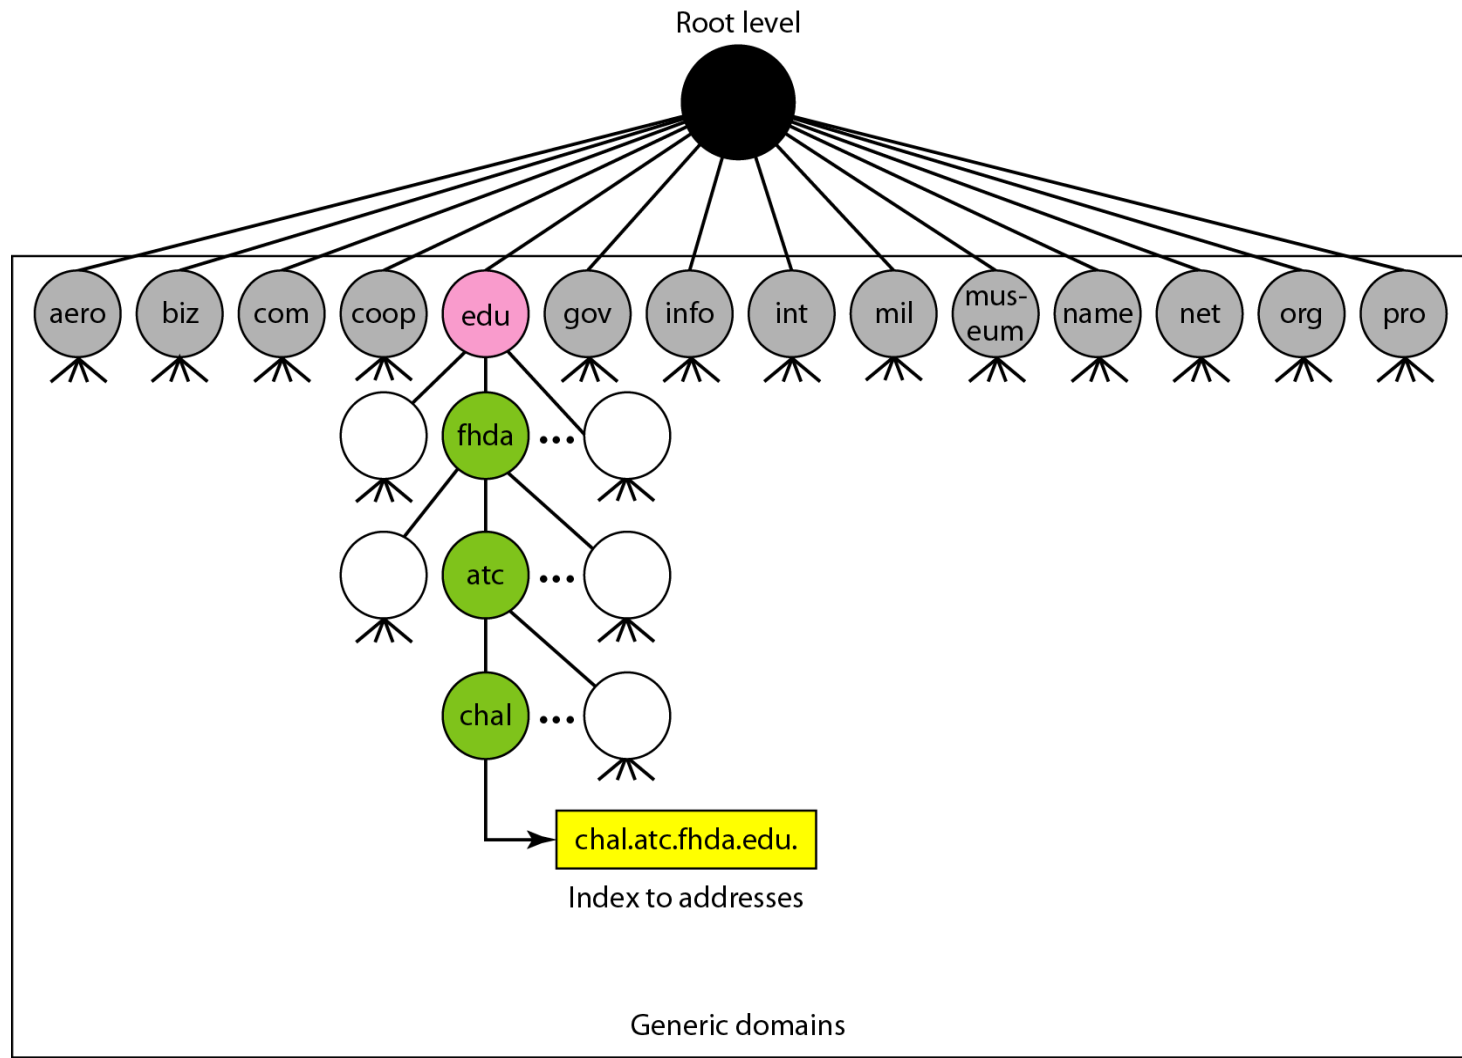 Root level
aero biz com coop edu gov info int mil mus-
eum name net org pro
fhda ...
atc ...
chal ...
chal.atc.fhda.edu.
Index to addresses
Generic domains